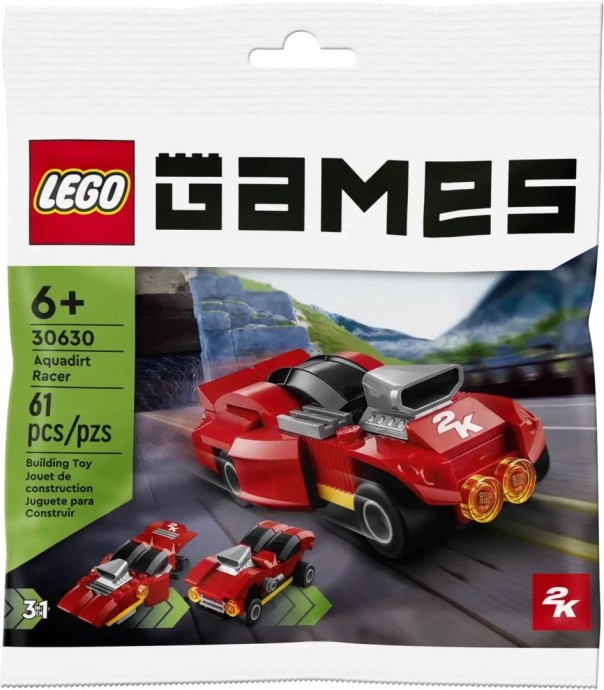 LEGO GAMES
6+
30630
Aquadirt
Racer
61
pcs/pzs
Building Toy
Jouet de
construction
Juguete para
Construir
2K
2K
3in1
2K